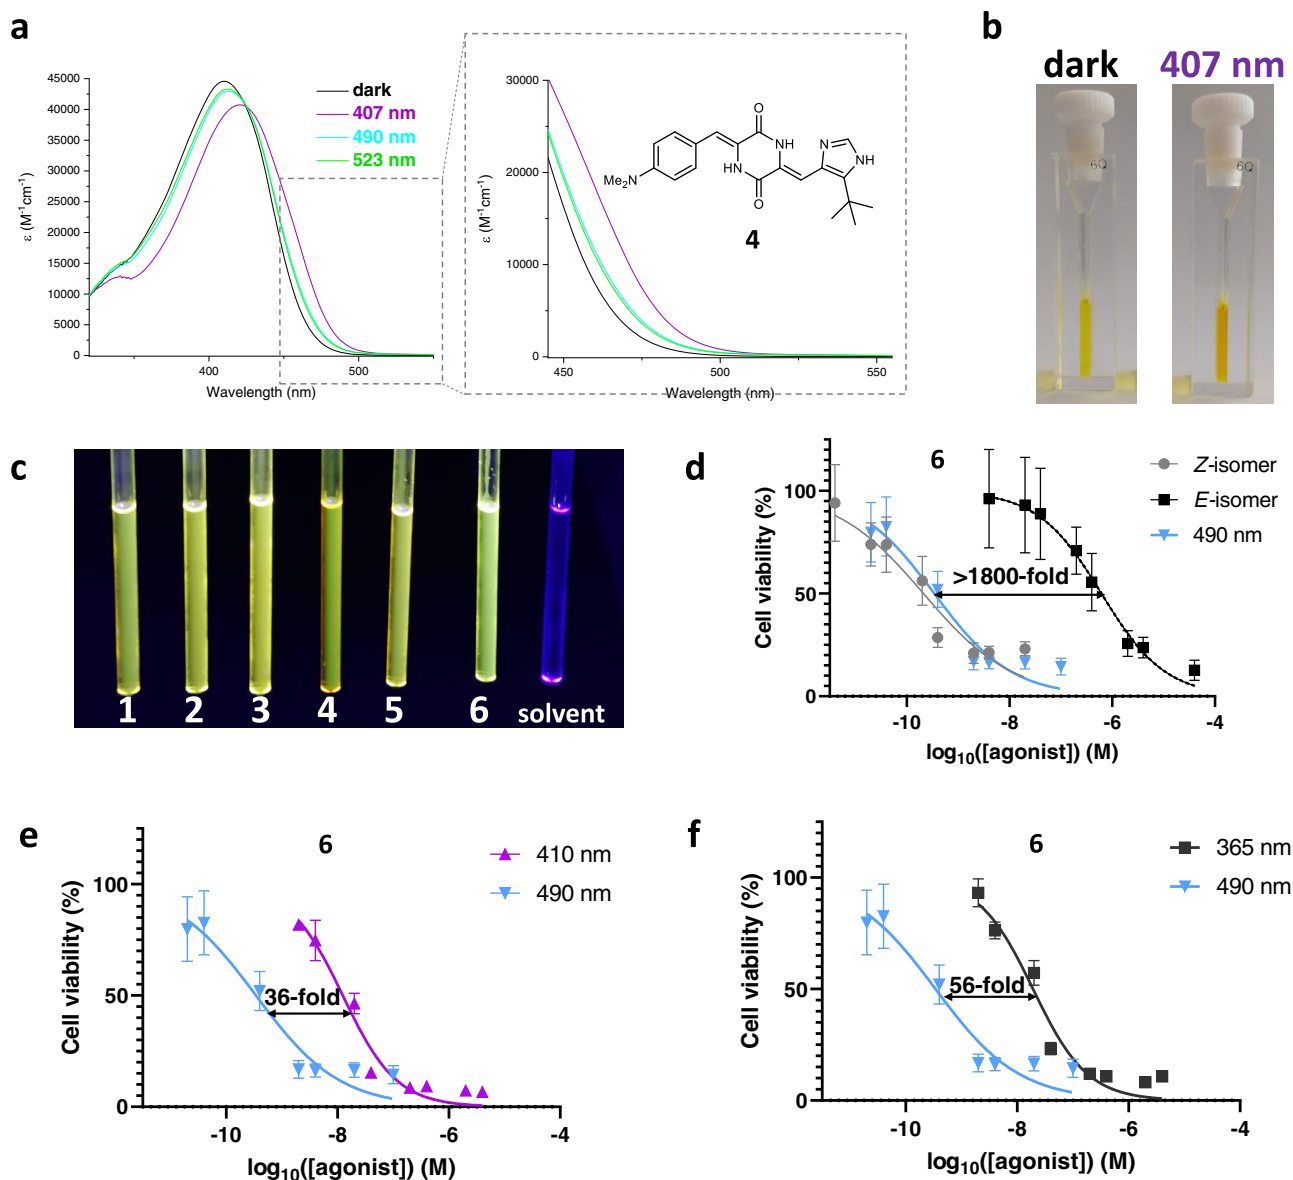 a
45000
40000
35000
30000
25000
20000
15000
10000
5000
0
ε (M⁻¹cm⁻¹)
400
500
Wavelength (nm)
dark
407 nm
490 nm
523 nm
30000
20000
10000
0
ε (M⁻¹cm⁻¹)
450
500
550
Wavelength (nm)
O
NH
HN
O
Me₂N
N
NH
4
b
dark
407 nm
6Q
6Q
c
1
2
3
4
5
6
solvent
d
6
Z-isomer
E-isomer
490 nm
>1800-fold
100
50
0
Cell viability (%)
-10
-8
-6
-4
log₁₀([agonist]) (M)
e
6
410 nm
490 nm
36-fold
100
50
0
Cell viability (%)
-10
-8
-6
-4
log₁₀([agonist]) (M)
f
6
365 nm
490 nm
56-fold
100
50
0
Cell viability (%)
-10
-8
-6
-4
log₁₀([agonist]) (M)